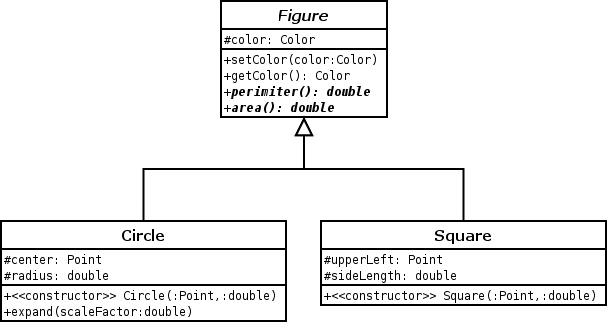 Figure
#color: Color
+setColor(color:Color)
+getColor(): Color
+perimiter(): double
+area(): double
Circle
#center: Point
#radius: double
+<<constructor>> Circle(:Point,:double)
+expand(scaleFactor:double)
Square
#upperLeft: Point
#sideLength: double
+<<constructor>> Square(:Point,:double)